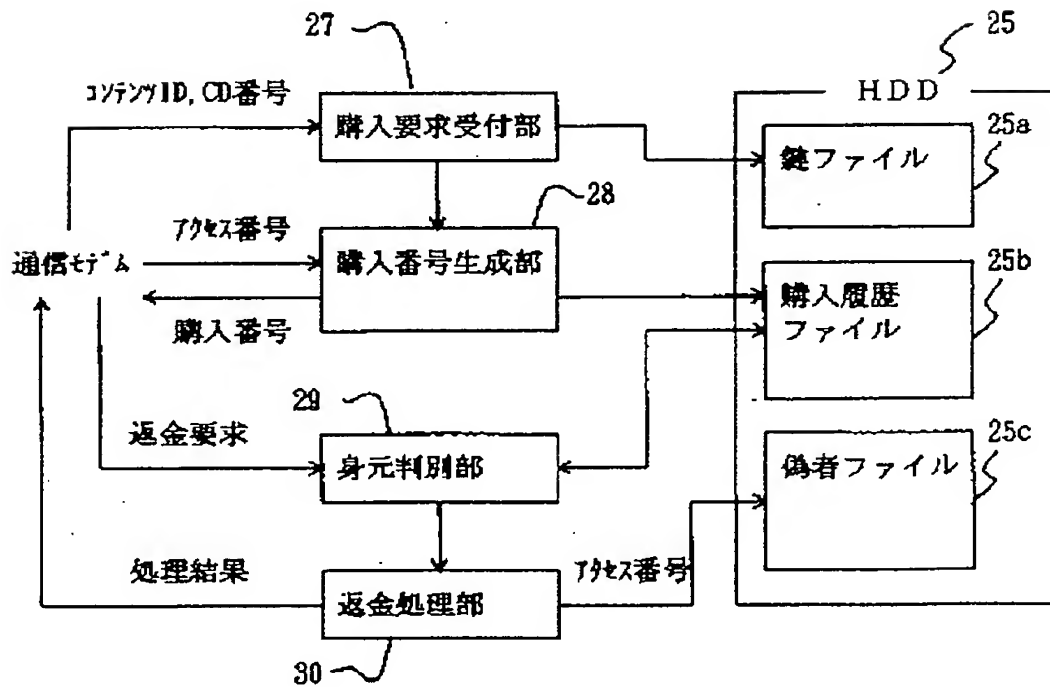 27
25
コンテンツID, CD番号
HDD
購入要求受付部
鍵ファイル
25a
28
アクセス番号
通信モデム
購入番号生成部
購入履歴
ファイル
25b
購入番号
29
返金要求
身元判別部
偽者ファイル
25c
処理結果
アクセス番号
返金処理部
30